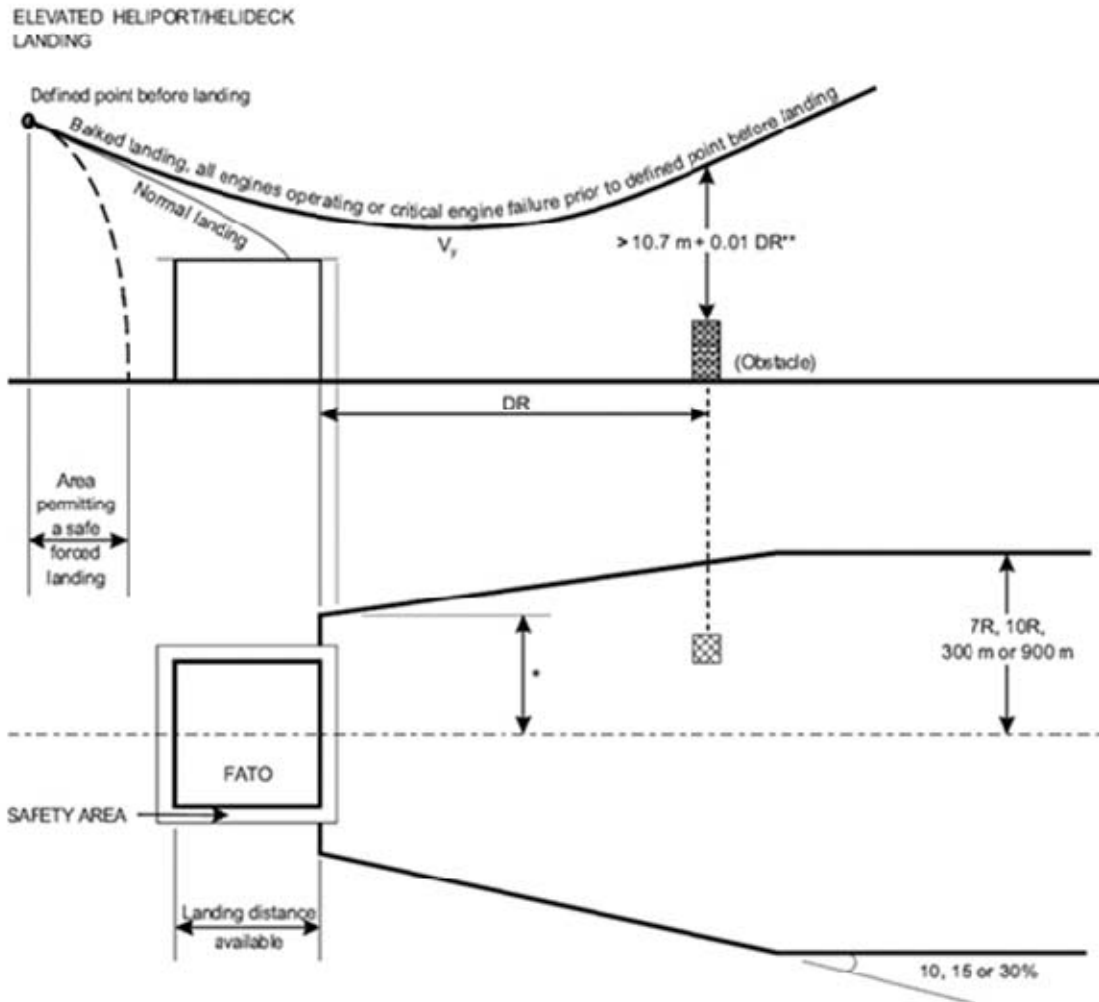 ELEVATED HELIPORT/HELIDECK
LANDING
Defined point before landing
Balked landing, all engines operating or critical engine failure prior to defined point before landing
Normal landing
Vy
> 10.7 m + 0.01 DR**
(Obstacle)
DR
Area
permitting
a safe
forced
landing
7R, 10R,
300 m or 900 m
*
FATO
SAFETY AREA
Landing distance
available
10, 15 or 30%